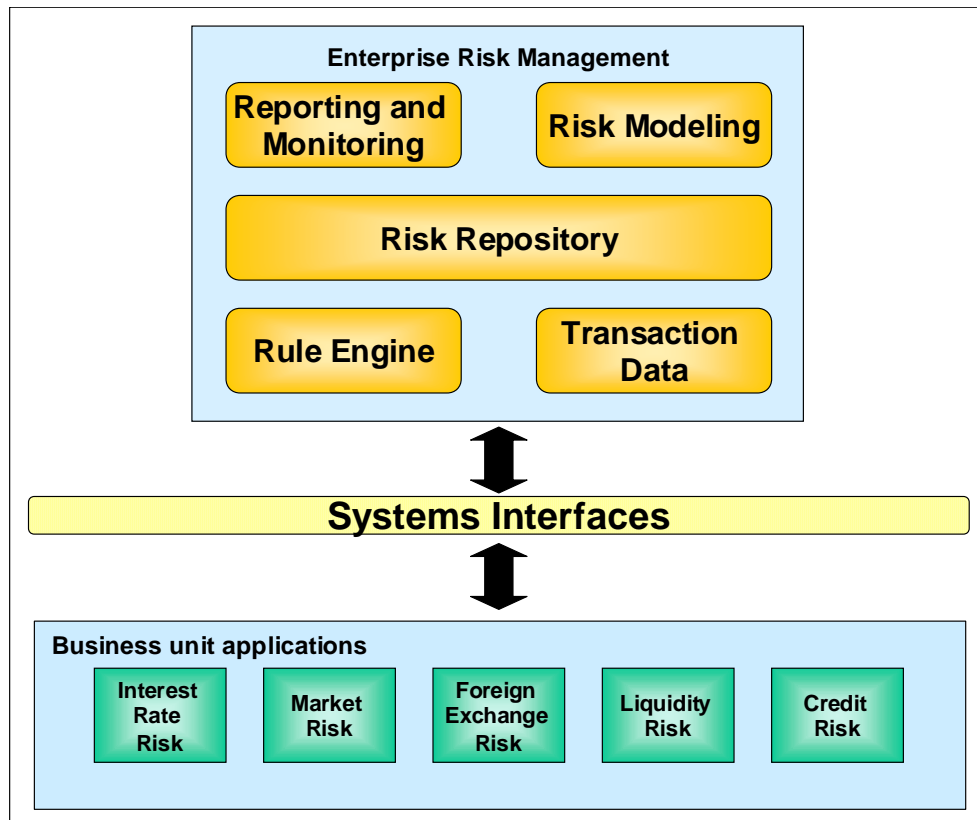 Enterprise Risk Management
Reporting and
Monitoring
Risk Modeling
Risk Repository
Rule Engine
Transaction
Data
Systems Interfaces
Business unit applications
Interest
Rate
Risk
Market
Risk
Foreign
Exchange
Risk
Liquidity
Risk
Credit
Risk